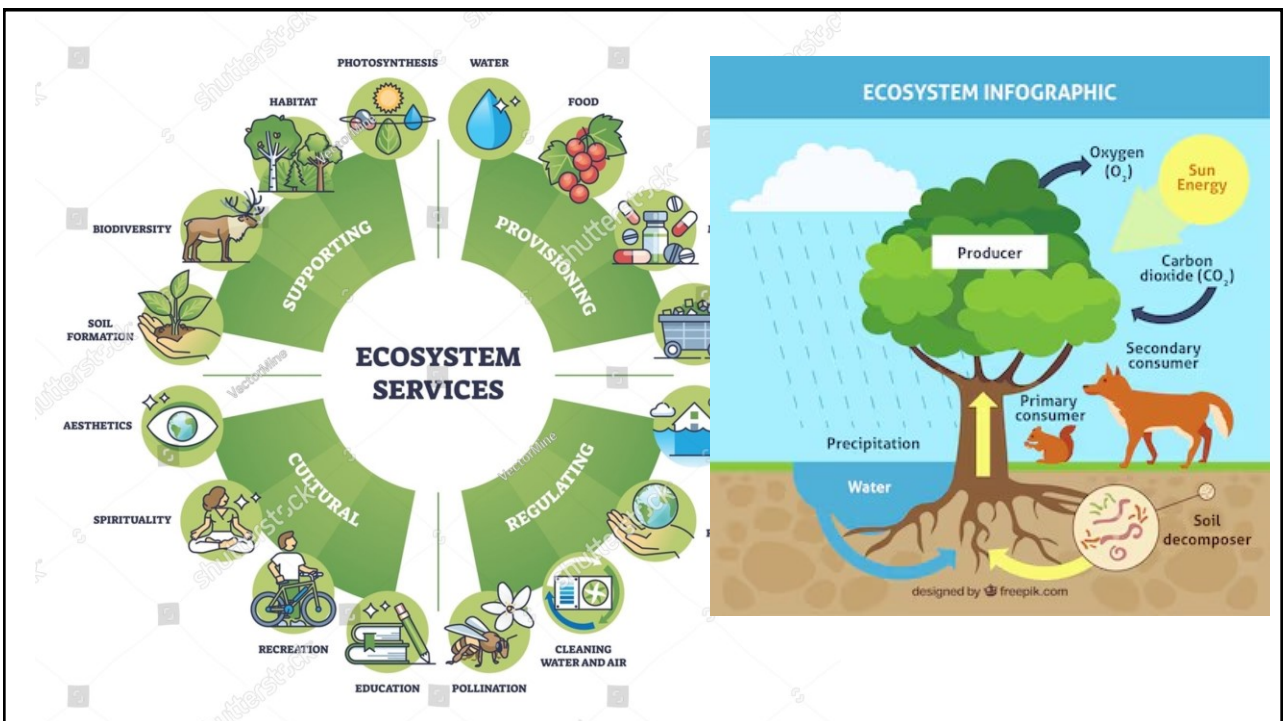 PHOTOSYNTHESIS
WATER
HABITAT
FOOD
BIODIVERSITY
SOIL
FORMATION
SUPPORTING
PROVISIONING
ECOSYSTEM
SERVICES
AESTHETICS
SPIRITUALITY
CULTURAL
REGULATING
RECREATION
EDUCATION
POLLINATION
CLEANING
WATER AND AIR
shutterstock
VectorMine
ECOSYSTEM INFOGRAPHIC
Oxygen
(O₂)
Sun
Energy
Producer
Carbon
dioxide (CO₂)
Secondary
consumer
Primary
consumer
Precipitation
Water
Soil
decomposer
designed by freepik.com